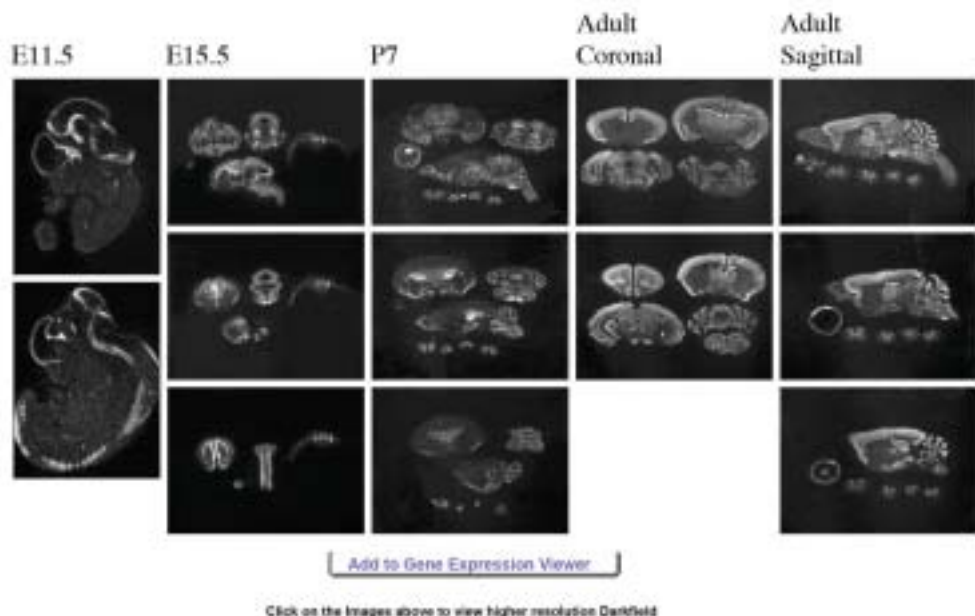 E11.5
E15.5
P7
Adult
Coronal
Adult
Sagittal
Add to Gene Expression Viewer
Click on the Images above to view higher resolution Darkfield